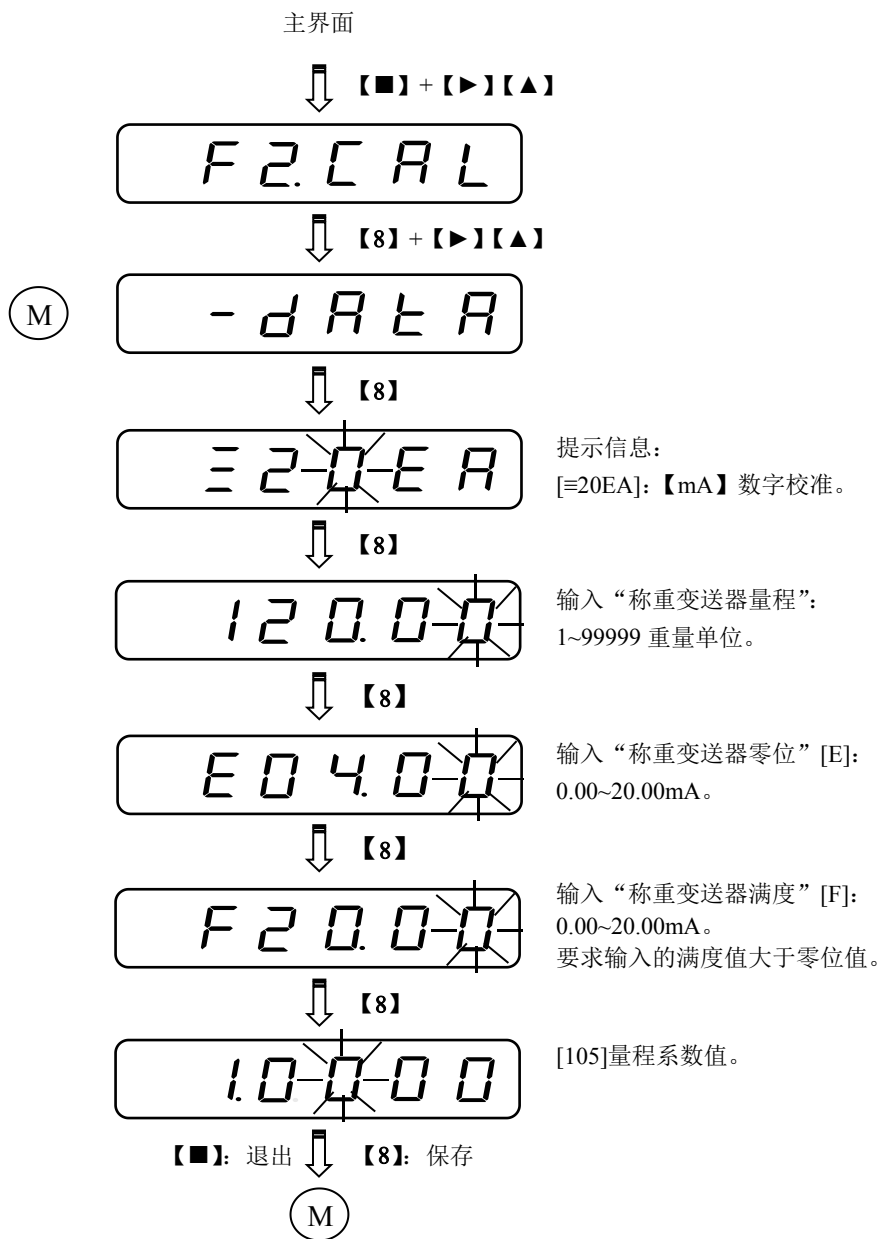 主界面
【■】+【►】【▲】
F2.CAL
【8】+【►】【▲】
M
-dAtA
【8】
≡20EA
提示信息：
[≡20EA]：【mA】数字校准。
【8】
120.00
输入“称重变送器量程”：
1~99999 重量单位。
【8】
E04.00
输入“称重变送器零位”[E]：
0.00~20.00mA。
【8】
F20.00
输入“称重变送器满度”[F]：
0.00~20.00mA。
要求输入的满度值大于零位值。
【8】
1.0000
[105]量程系数值。
【■】：退出 【8】：保存
M